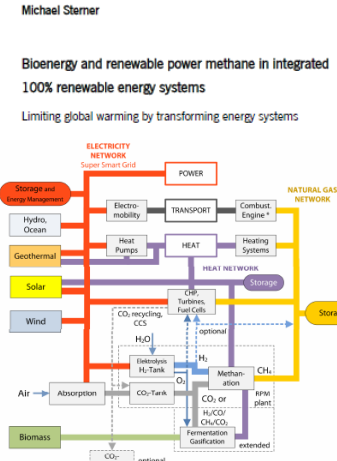 Michael Sterner
Bioenergy and renewable power methane in integrated
100% renewable energy systems
Limiting global warming by transforming energy systems
ELECTRICITY
NETWORK
Super Smart Grid
POWER
Storage and
Energy Management
NATURAL GAS
NETWORK
Electro-
mobility
TRANSPORT
Combust.
Engine *
Hydro,
Ocean
Heat
Pumps
HEAT
Heating
Systems
Geothermal
HEAT NETWORK
Storage
Solar
CHP,
Turbines,
Fuel Cells
Stora
Wind
CO₂ recycling,
CCS
optional
H₂O
Elektrolysis
H₂-Tank
H₂
Methan-
ation
CH₄
O₂
Air
Absorption
CO₂-Tank
CO₂ or
RPM
plant
H₂/CO/
CH₄/CO₂
Biomass
Fermentation
Gasification
extended
CO₂-
optional